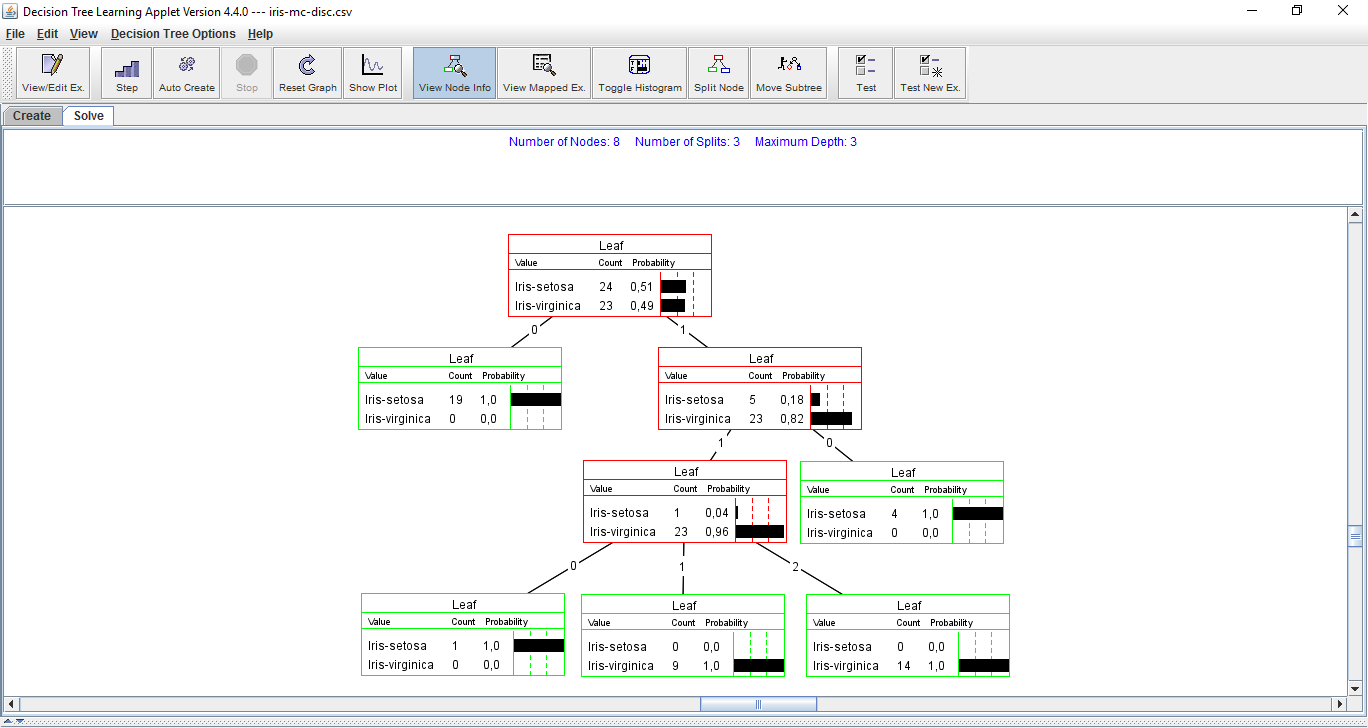 Decision Tree Learning Applet Version 4.4.0 --- iris-mc-disc.csv
File Edit View Decision Tree Options Help
View/Edit Ex. Step Auto Create Stop Reset Graph Show Plot View Node Info View Mapped Ex. Toggle Histogram Split Node Move Subtree Test Test New Ex.
Create Solve
Number of Nodes: 8 Number of Splits: 3 Maximum Depth: 3
Leaf
Value Count Probability
Iris-setosa 24 0,51
Iris-virginica 23 0,49
0 1
Leaf
Value Count Probability
Iris-setosa 19 1,0
Iris-virginica 0 0,0
Leaf
Value Count Probability
Iris-setosa 5 0,18
Iris-virginica 23 0,82
1 0
Leaf
Value Count Probability
Iris-setosa 1 0,04
Iris-virginica 23 0,96
Leaf
Value Count Probability
Iris-setosa 4 1,0
Iris-virginica 0 0,0
0 1 2
Leaf
Value Count Probability
Iris-setosa 1 1,0
Iris-virginica 0 0,0
Leaf
Value Count Probability
Iris-setosa 0 0,0
Iris-virginica 9 1,0
Leaf
Value Count Probability
Iris-setosa 0 0,0
Iris-virginica 14 1,0